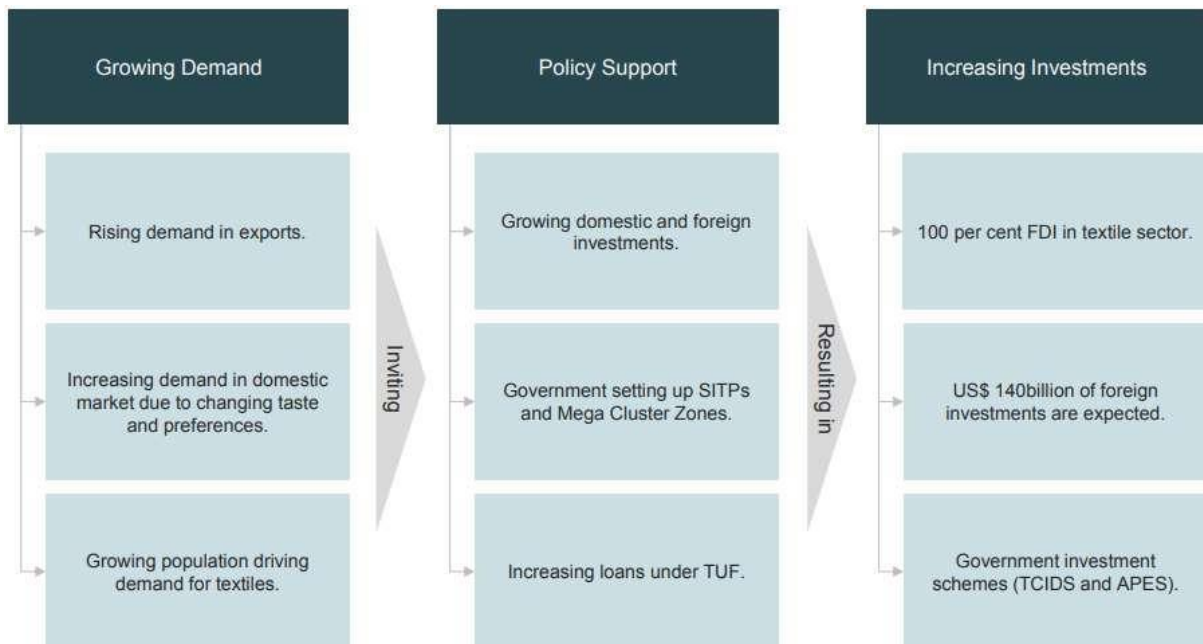 Growing Demand
Rising demand in exports.
Increasing demand in domestic
market due to changing taste
and preferences.
Growing population driving
demand for textiles.
Inviting
Policy Support
Growing domestic and foreign
investments.
Government setting up SITPs
and Mega Cluster Zones.
Increasing loans under TUF.
Resulting in
Increasing Investments
100 per cent FDI in textile sector.
US$ 140billion of foreign
investments are expected.
Government investment
schemes (TCIDS and APES).